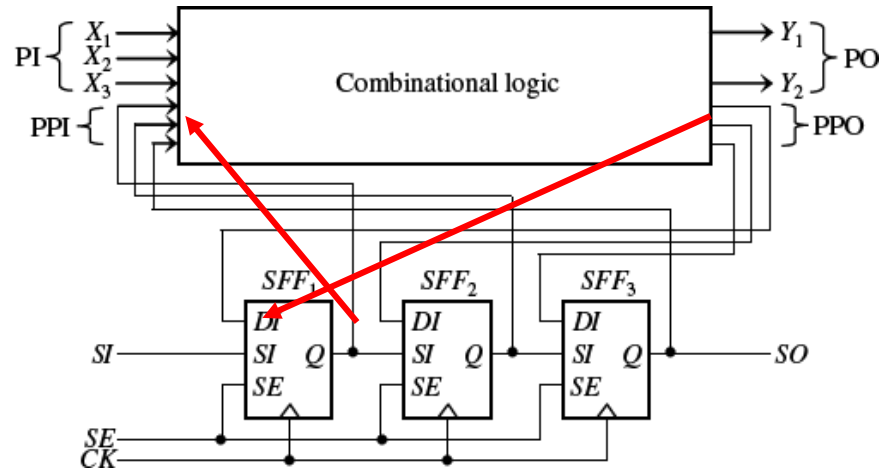 PI { X1 Y1 } PO
X2
X3 Y2
Combinational logic
PPI { } PPO
SFF1 SFF2 SFF3
DI DI DI
SI SI Q SI Q SI Q SO
SE SE SE
SE
CK